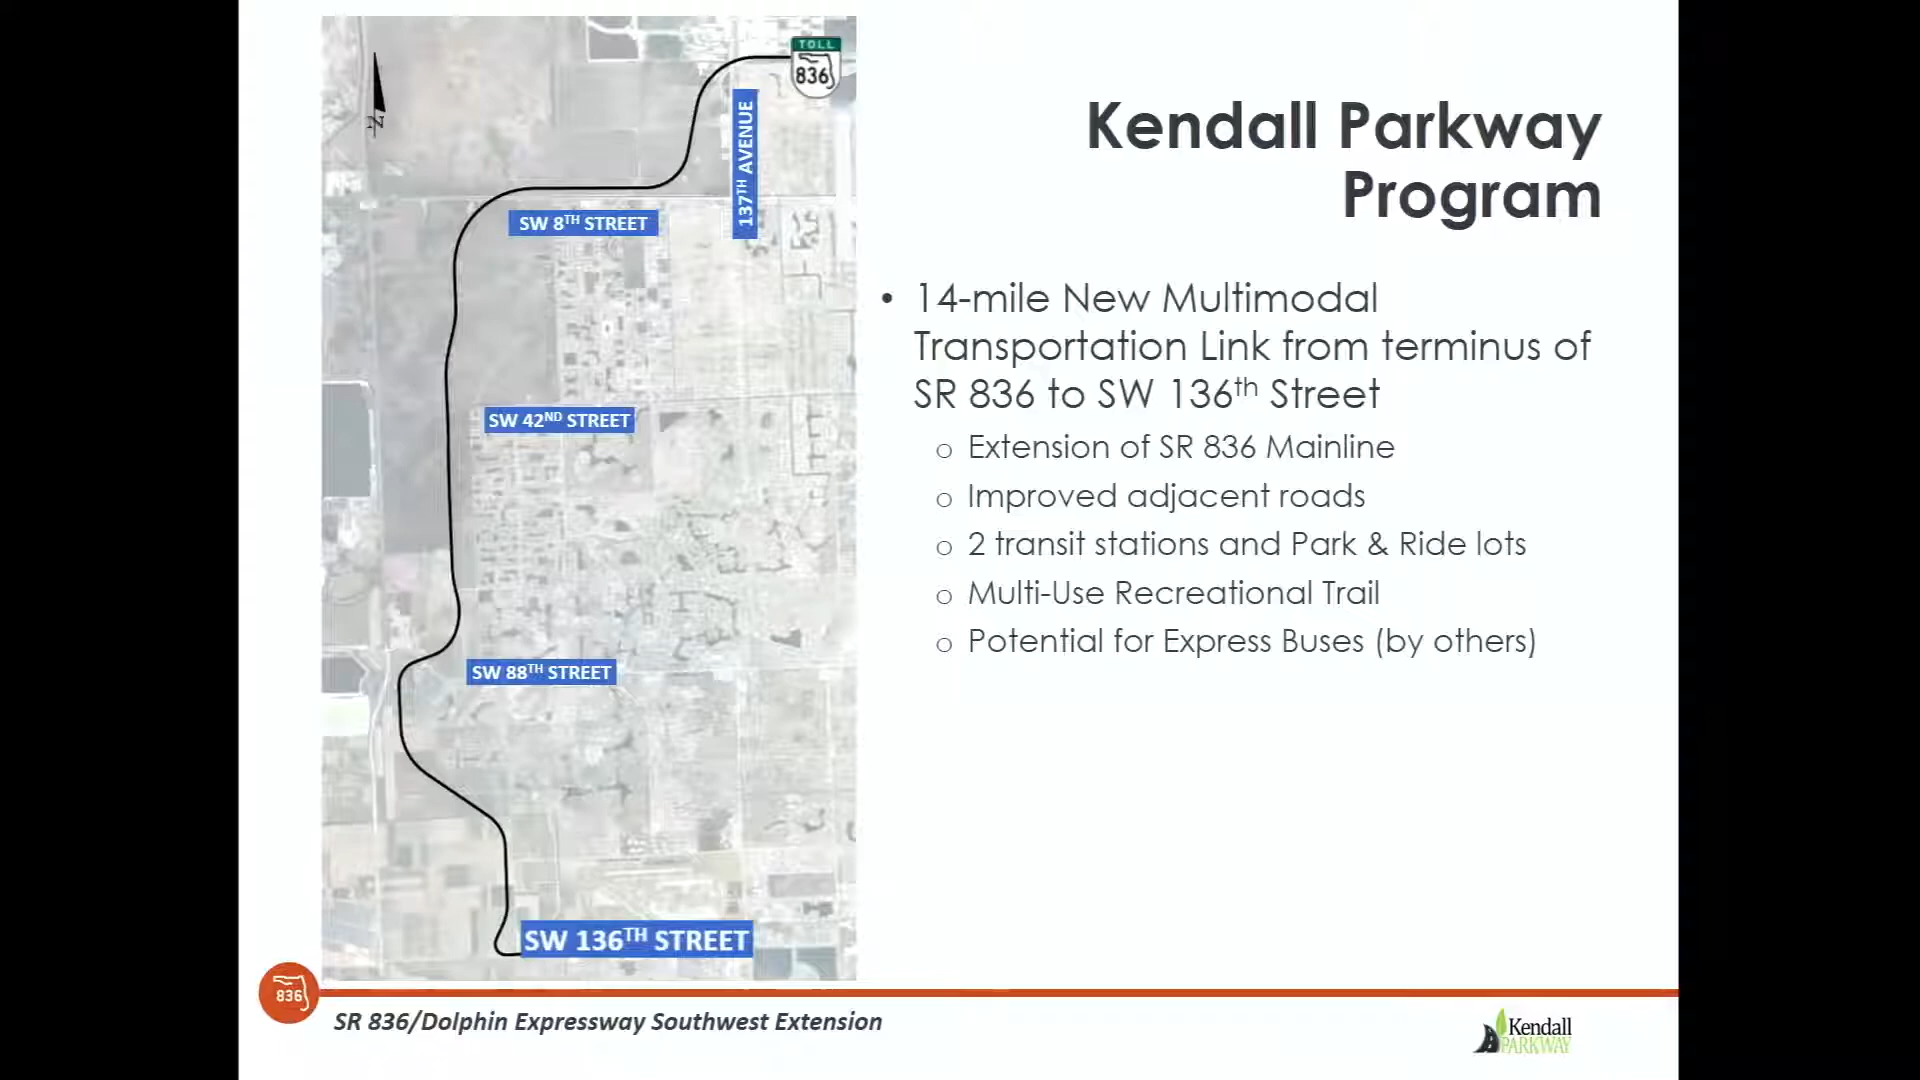 TOLL
836
N
137TH AVENUE
SW 8TH STREET
SW 42ND STREET
SW 88TH STREET
SW 136TH STREET
Kendall Parkway
Program
• 14-mile New Multimodal
Transportation Link from terminus of
SR 836 to SW 136th Street
o Extension of SR 836 Mainline
o Improved adjacent roads
o 2 transit stations and Park & Ride lots
o Multi-Use Recreational Trail
o Potential for Express Buses (by others)
836
SR 836/Dolphin Expressway Southwest Extension
Kendall
PARKWAY